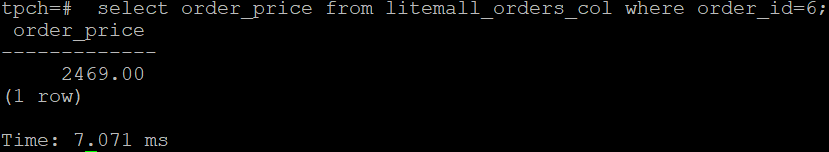 tpch=#  select order_price from litemall_orders_col where order_id=6;
 order_price
-------------
     2469.00
(1 row)

Time: 7.071 ms